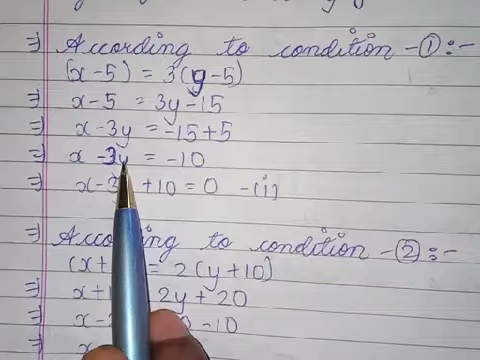 ⇒ According to condition -①:-
(x-5) = 3(y-5)
⇒ x-5 = 3y-15
⇒ x-3y = -15+5
⇒ x-3y = -10
⇒ x- +10 = 0 -(i)
⇒ According to condition -②:-
(x+ = 2(y+10)
⇒ x+ 2y+20
⇒ x- -10
⇒ x